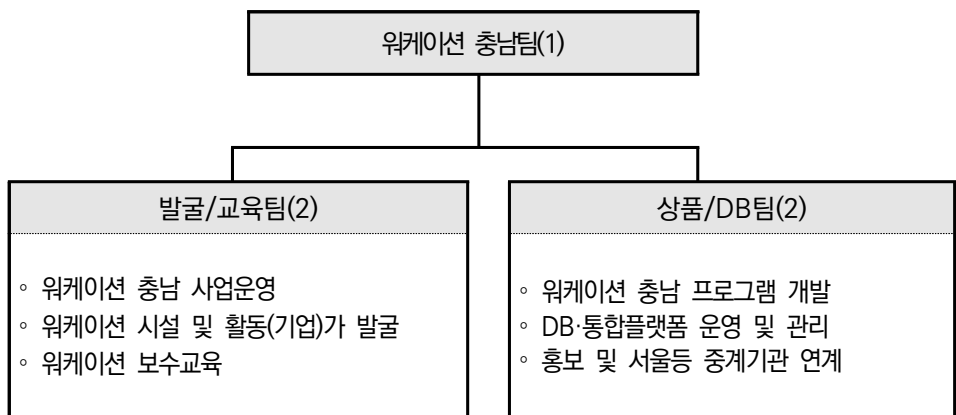 워케이션 충남팀(1)
발굴/교육팀(2)
◦ 워케이션 충남 사업운영
◦ 워케이션 시설 및 활동(기업)가 발굴
◦ 워케이션 보수교육
상품/DB팀(2)
◦ 워케이션 충남 프로그램 개발
◦ DB·통합플랫폼 운영 및 관리
◦ 홍보 및 서울등 중계기관 연계